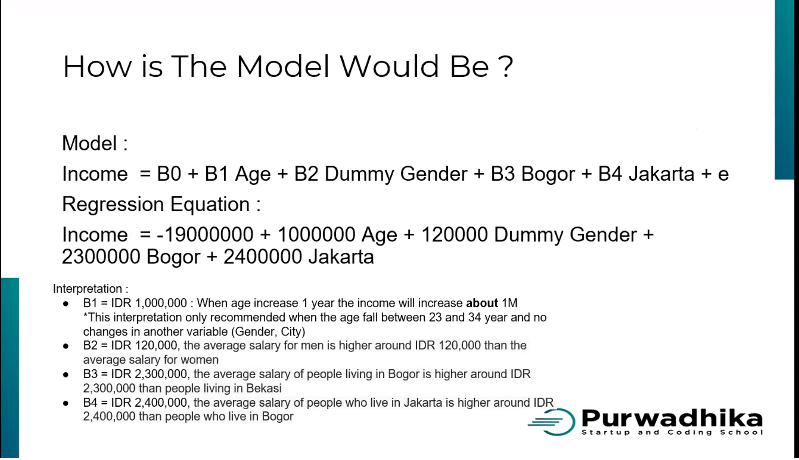 How is The Model Would Be ?
Model :
Income = B0 + B1 Age + B2 Dummy Gender + B3 Bogor + B4 Jakarta + e
Regression Equation :
Income = -19000000 + 1000000 Age + 120000 Dummy Gender +
2300000 Bogor + 2400000 Jakarta
Interpretation :
● B1 = IDR 1,000,000 : When age increase 1 year the income will increase about 1M
*This interpretation only recommended when the age fall between 23 and 34 year and no
changes in another variable (Gender, City)
● B2 = IDR 120,000, the average salary for men is higher around IDR 120,000 than the
average salary for women
● B3 = IDR 2,300,000, the average salary of people living in Bogor is higher around IDR
2,300,000 than people living in Bekasi
● B4 = IDR 2,400,000, the average salary of people who live in Jakarta is higher around IDR
2,400,000 than people who live in Bogor
Purwadhika
Startup and Coding School